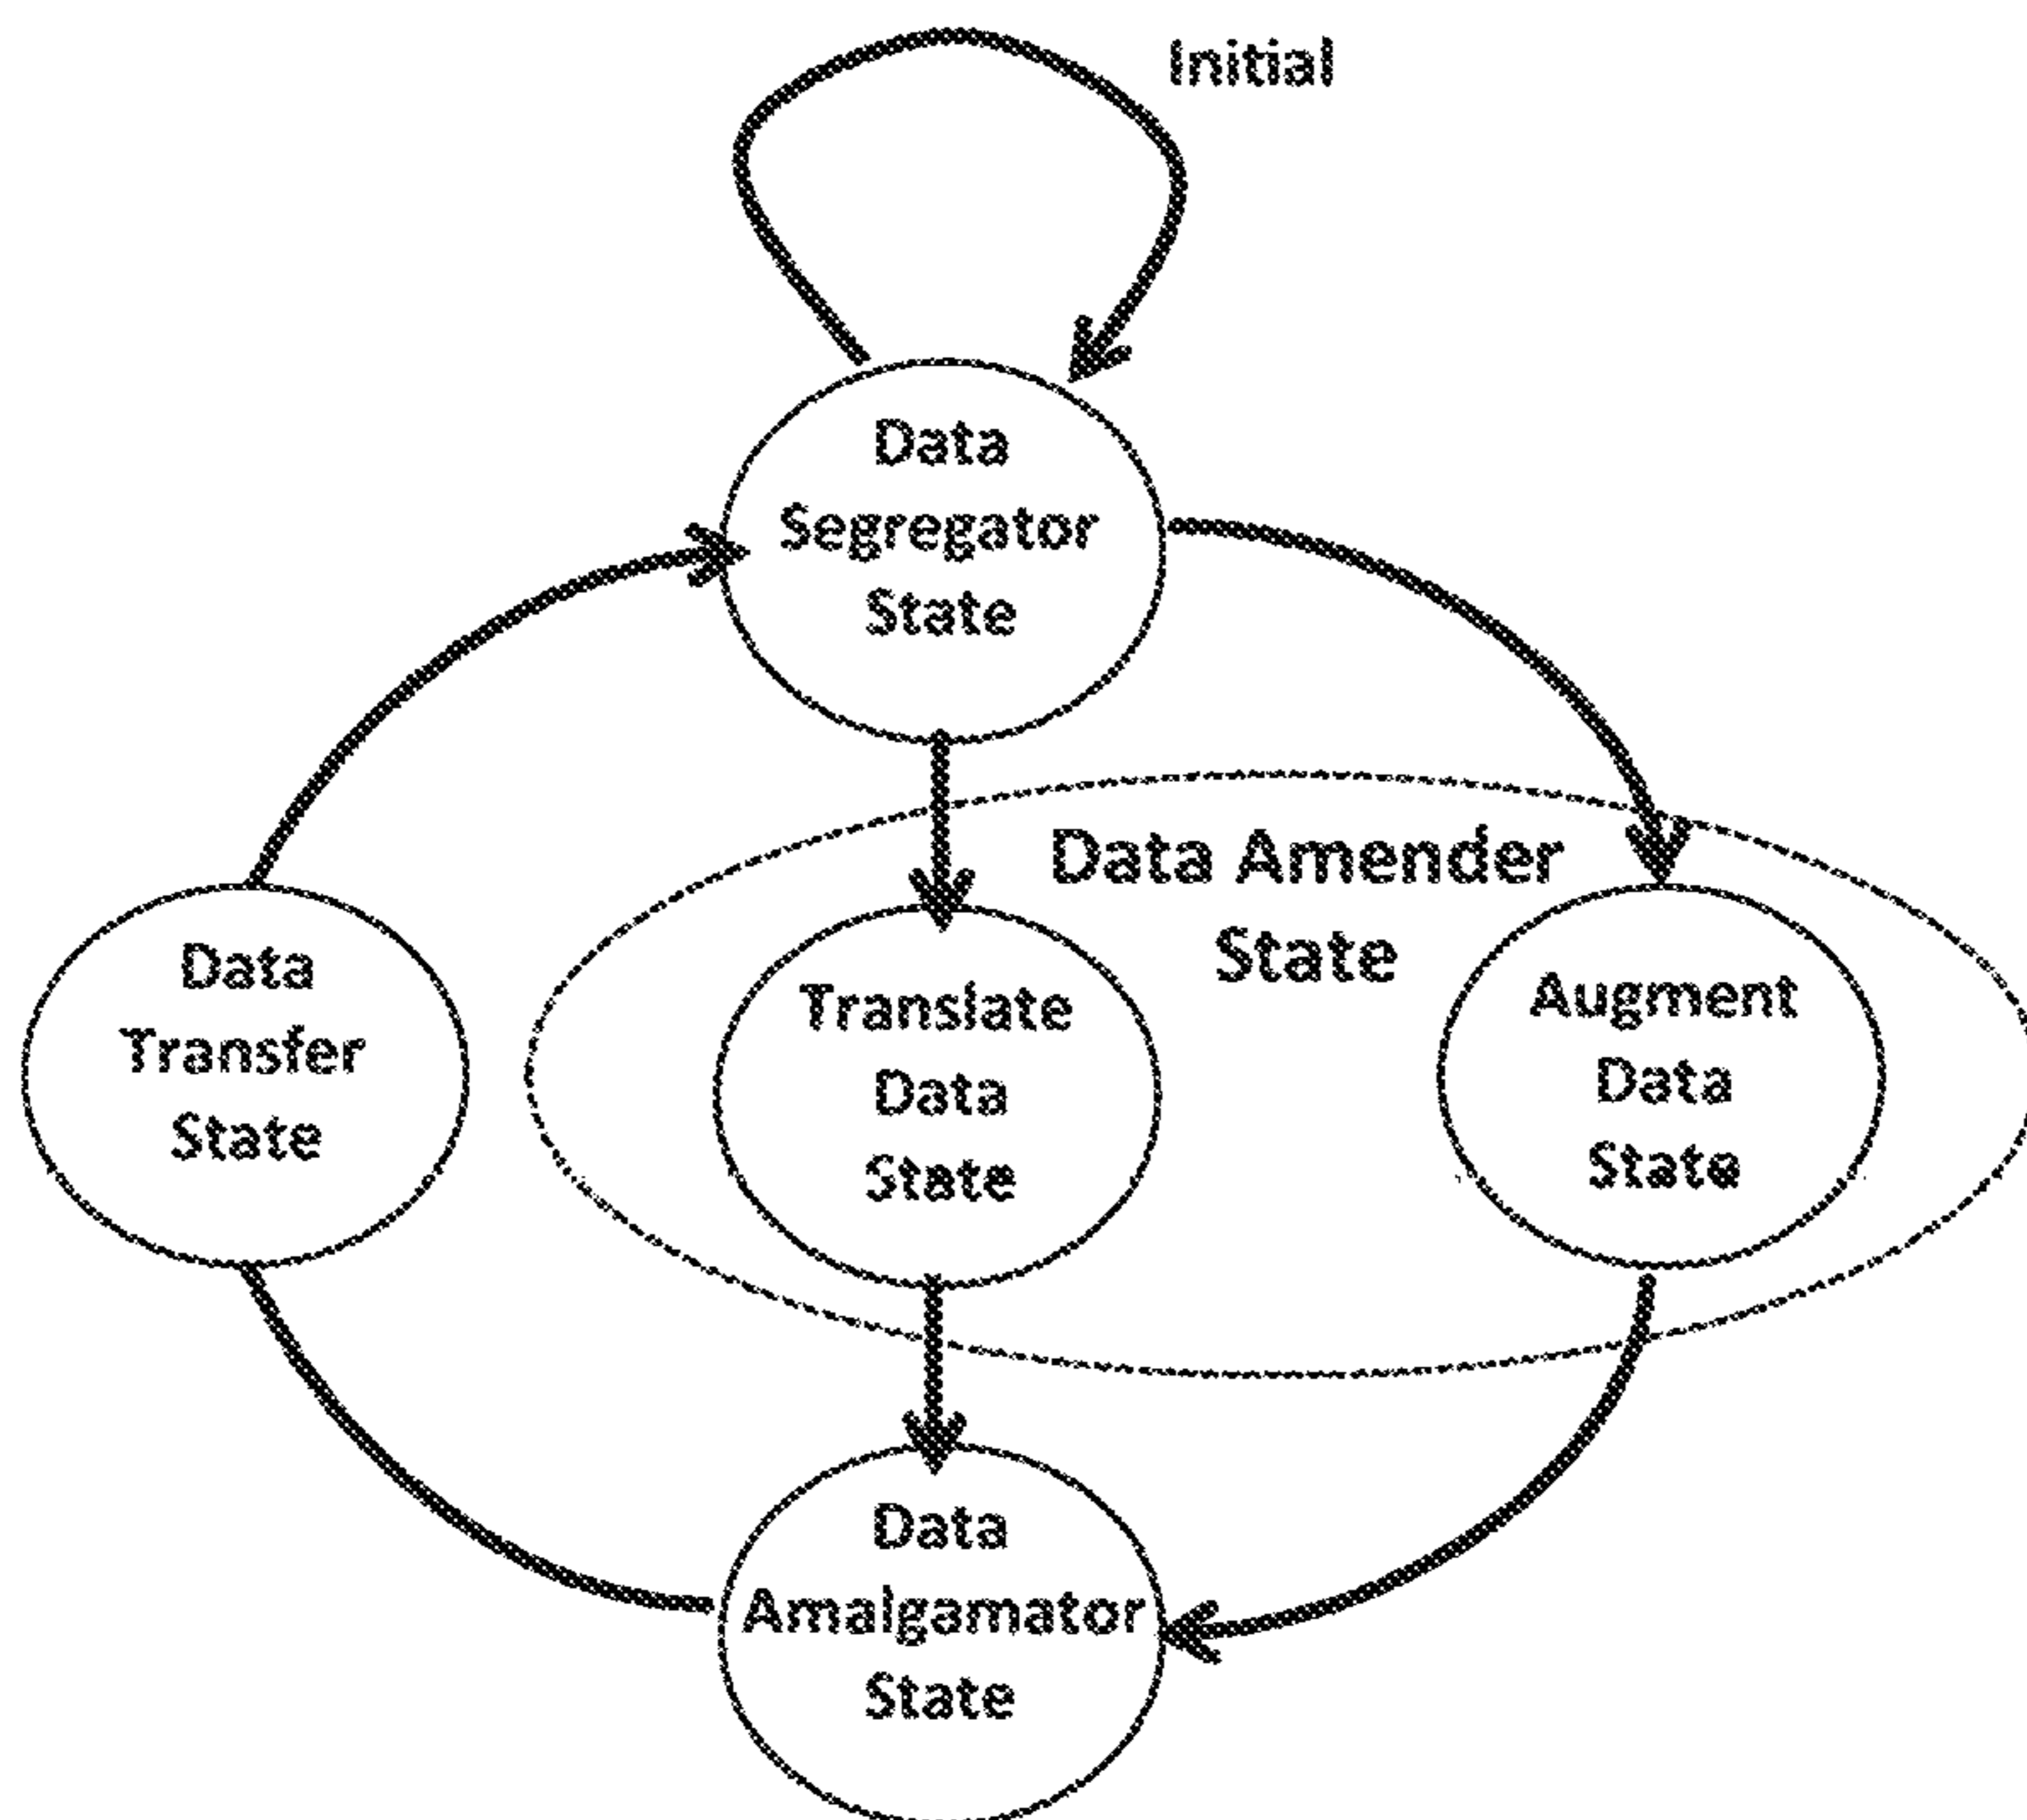 Initial
Data
Segregator
State
Data Amender
State
Data
Transfer
State
Translate
Data
State
Augment
Data
State
Data
Amalgamator
State